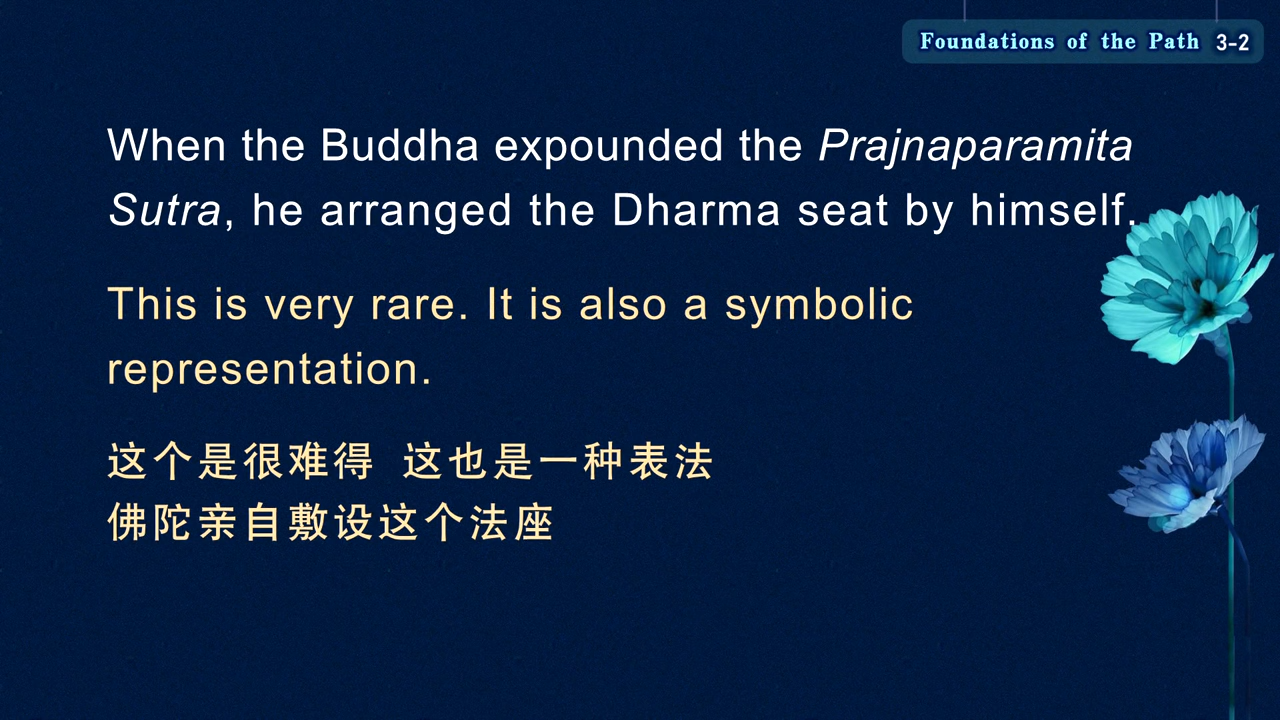 Foundations of the Path 3-2
When the Buddha expounded the Prajnaparamita
Sutra, he arranged the Dharma seat by himself.
This is very rare. It is also a symbolic
representation.
这个是很难得 这也是一种表法
佛陀亲自敷设这个法座